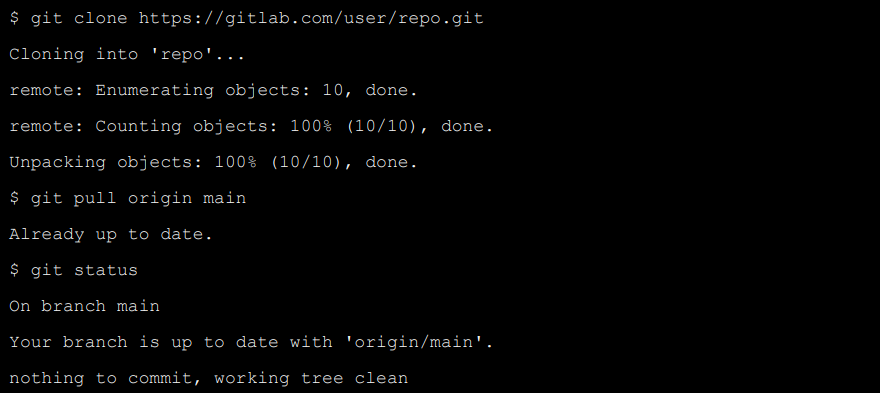 $ git clone https://gitlab.com/user/repo.git
Cloning into 'repo'...
remote: Enumerating objects: 10, done.
remote: Counting objects: 100% (10/10), done.
Unpacking objects: 100% (10/10), done.
$ git pull origin main
Already up to date.
$ git status
On branch main
Your branch is up to date with 'origin/main'.
nothing to commit, working tree clean